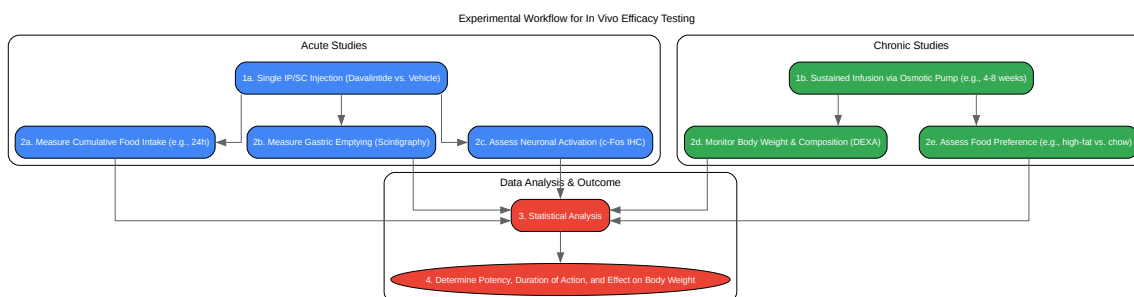 Experimental Workflow for In Vivo Efficacy Testing
Acute Studies
1a. Single IP/SC Injection (Davalintide vs. Vehicle)
2a. Measure Cumulative Food Intake (e.g., 24h)
2b. Measure Gastric Emptying (Scintigraphy)
2c. Assess Neuronal Activation (c-Fos IHC)
Chronic Studies
1b. Sustained Infusion via Osmotic Pump (e.g., 4-8 weeks)
2d. Monitor Body Weight & Composition (DEXA)
2e. Assess Food Preference (e.g., high-fat vs. chow)
Data Analysis & Outcome
3. Statistical Analysis
4. Determine Potency, Duration of Action, and Effect on Body Weight